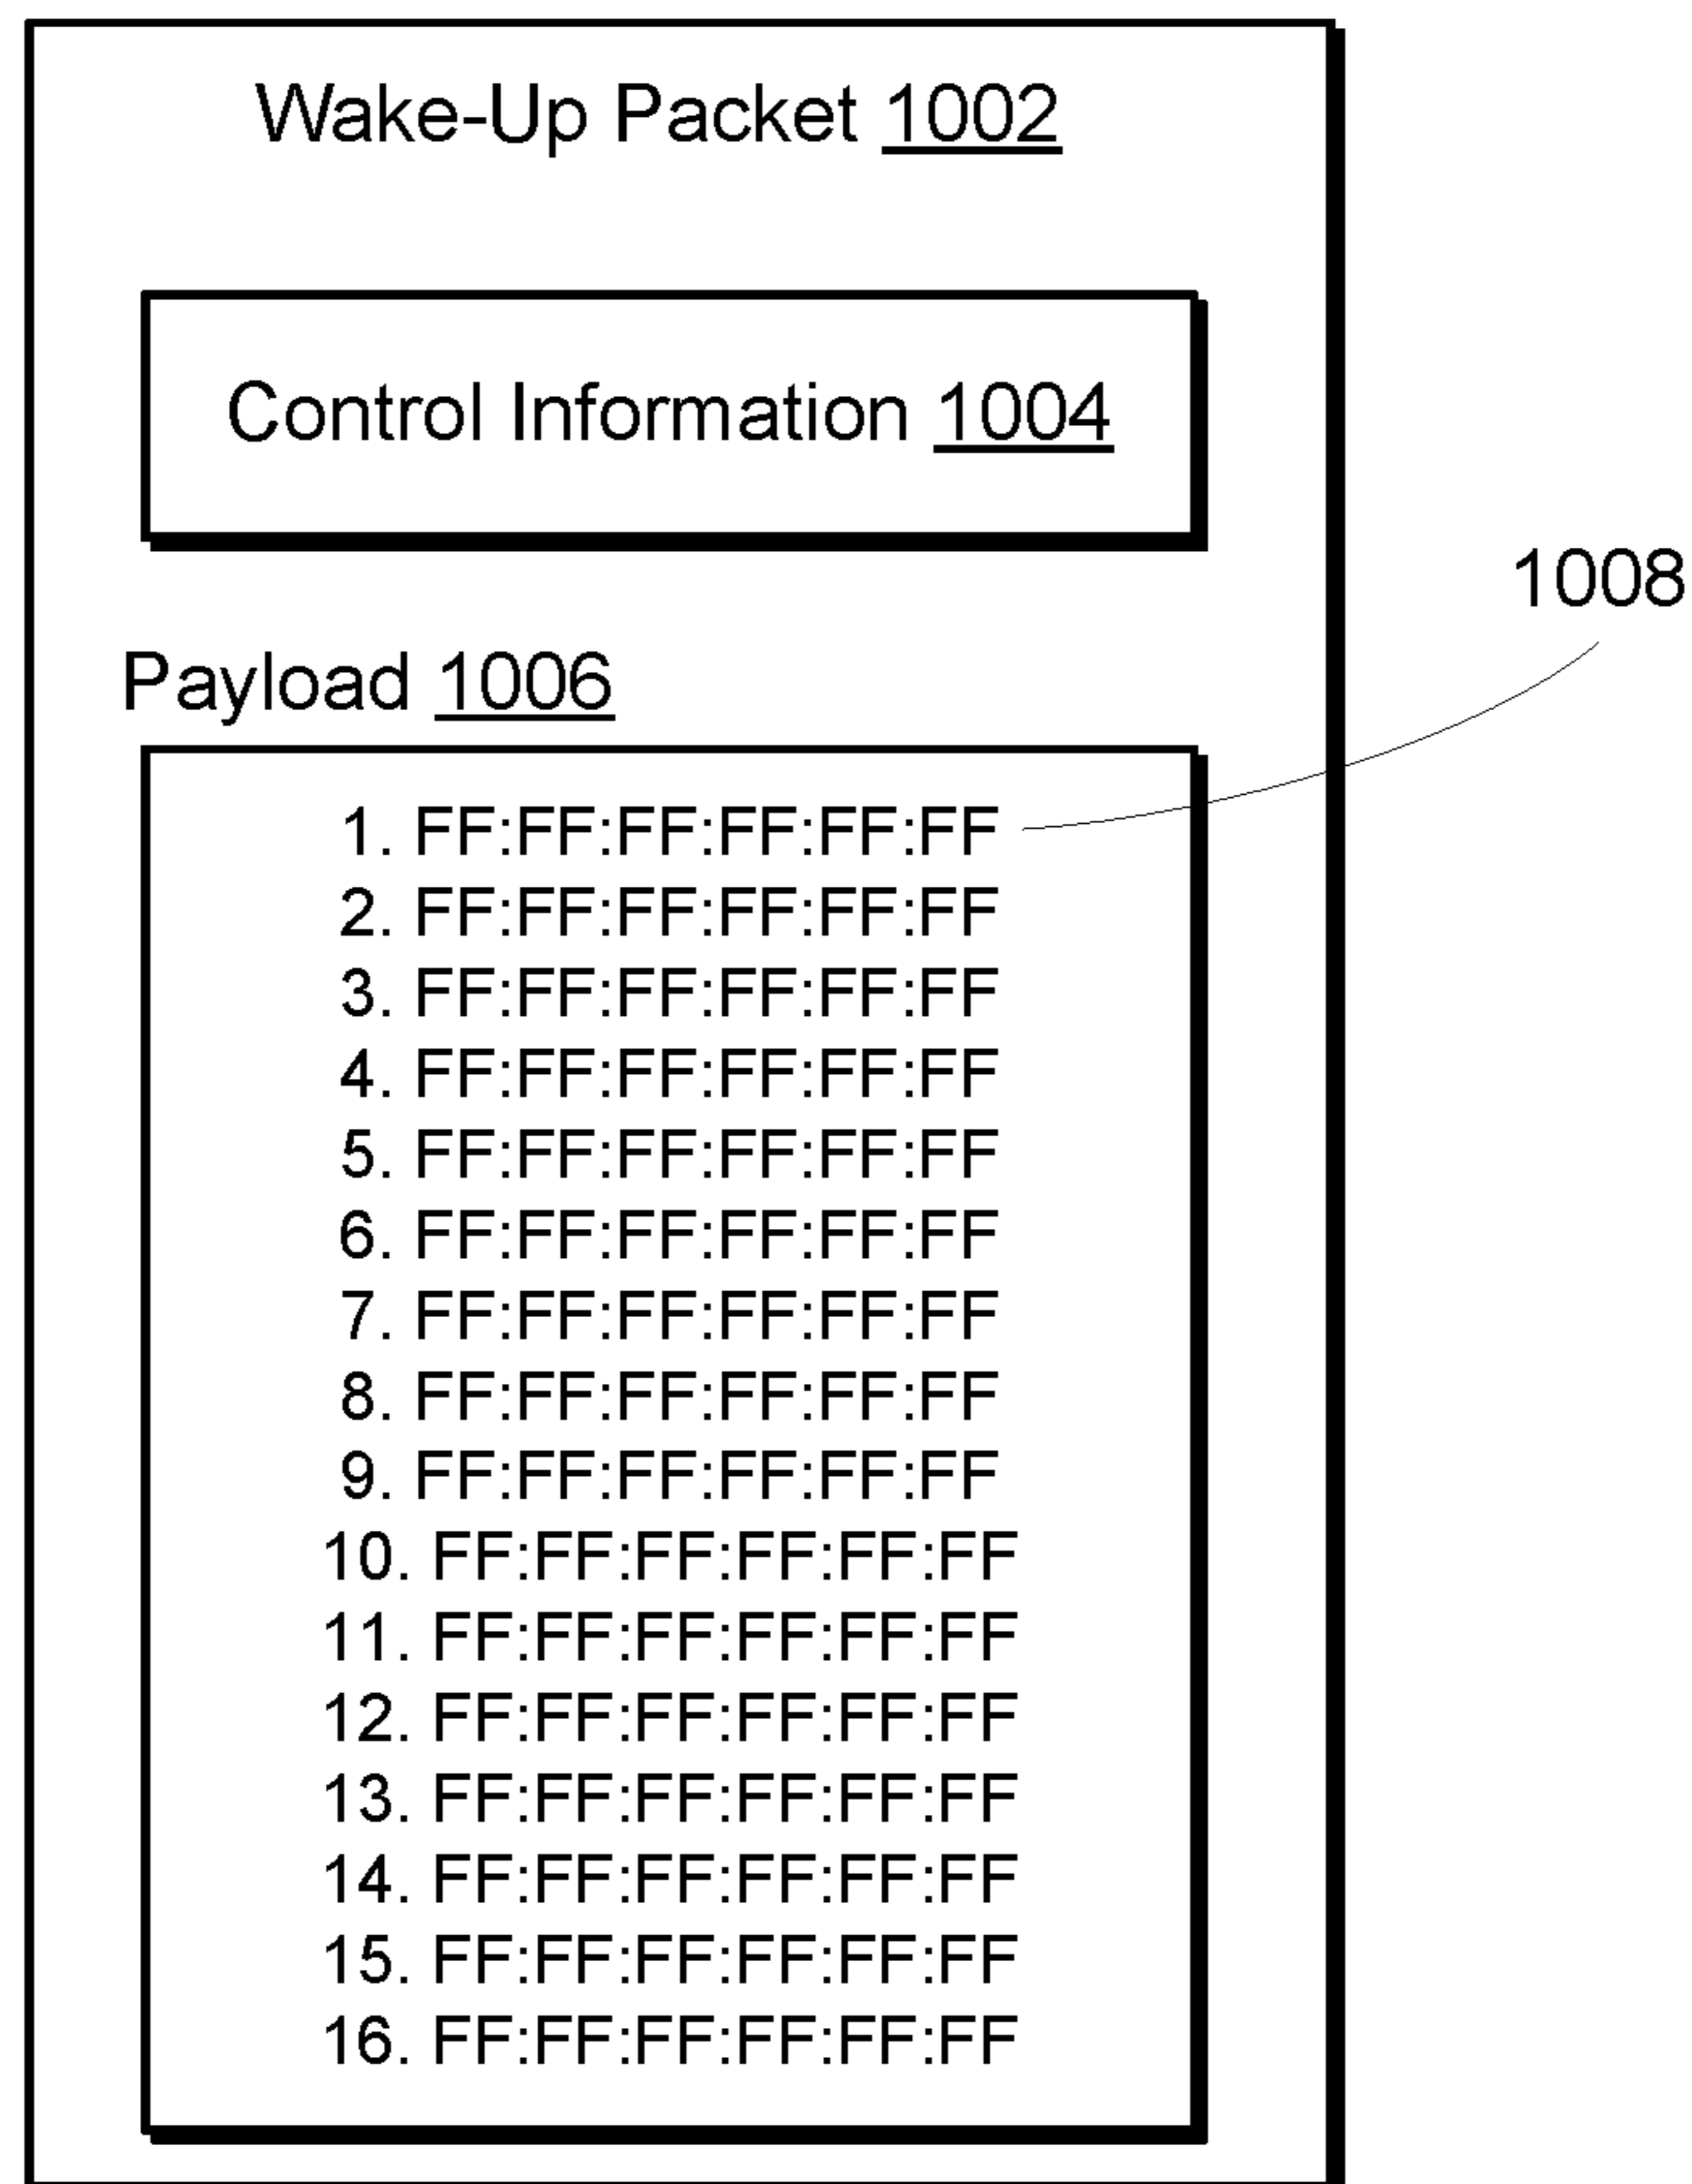 Wake-Up Packet 1002
Control Information 1004
1008
Payload 1006
1. FF:FF:FF:FF:FF:FF
2. FF:FF:FF:FF:FF:FF
3. FF:FF:FF:FF:FF:FF
4. FF:FF:FF:FF:FF:FF
5. FF:FF:FF:FF:FF:FF
6. FF:FF:FF:FF:FF:FF
7. FF:FF:FF:FF:FF:FF
8. FF:FF:FF:FF:FF:FF
9. FF:FF:FF:FF:FF:FF
10. FF:FF:FF:FF:FF:FF
11. FF:FF:FF:FF:FF:FF
12. FF:FF:FF:FF:FF:FF
13. FF:FF:FF:FF:FF:FF
14. FF:FF:FF:FF:FF:FF
15. FF:FF:FF:FF:FF:FF
16. FF:FF:FF:FF:FF:FF